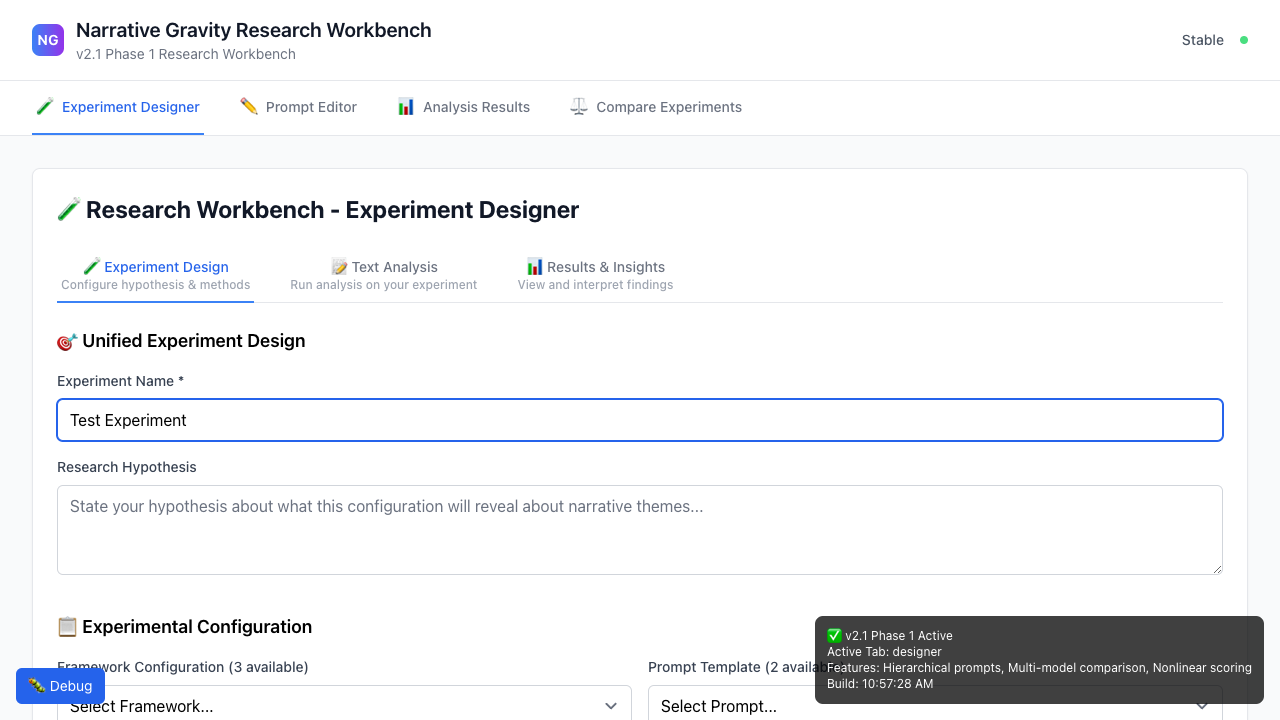 NG
Narrative Gravity Research Workbench
v2.1 Phase 1 Research Workbench
Stable
Experiment Designer
Prompt Editor
Analysis Results
Compare Experiments
Research Workbench - Experiment Designer
Experiment Design
Configure hypothesis & methods
Text Analysis
Run analysis on your experiment
Results & Insights
View and interpret findings
Unified Experiment Design
Experiment Name *
Test Experiment
Research Hypothesis
State your hypothesis about what this configuration will reveal about narrative themes...
Experimental Configuration
Framework Configuration (3 available)
Select Framework...
Prompt Template (2 available)
Select Prompt...
Debug
v2.1 Phase 1 Active
Active Tab: designer
Features: Hierarchical prompts, Multi-model comparison, Nonlinear scoring
Build: 10:57:28 AM